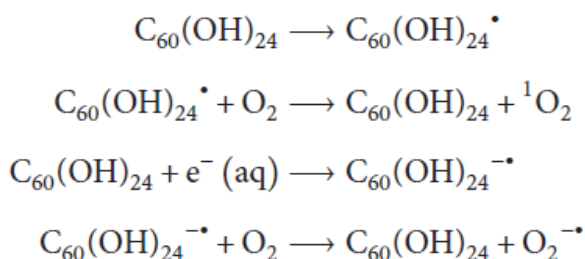 C₆₀(OH)₂₄ ⟶ C₆₀(OH)₂₄•
C₆₀(OH)₂₄• + O₂ ⟶ C₆₀(OH)₂₄ + ¹O₂
C₆₀(OH)₂₄ + e⁻ (aq) ⟶ C₆₀(OH)₂₄⁻•
C₆₀(OH)₂₄⁻• + O₂ ⟶ C₆₀(OH)₂₄ + O₂⁻•